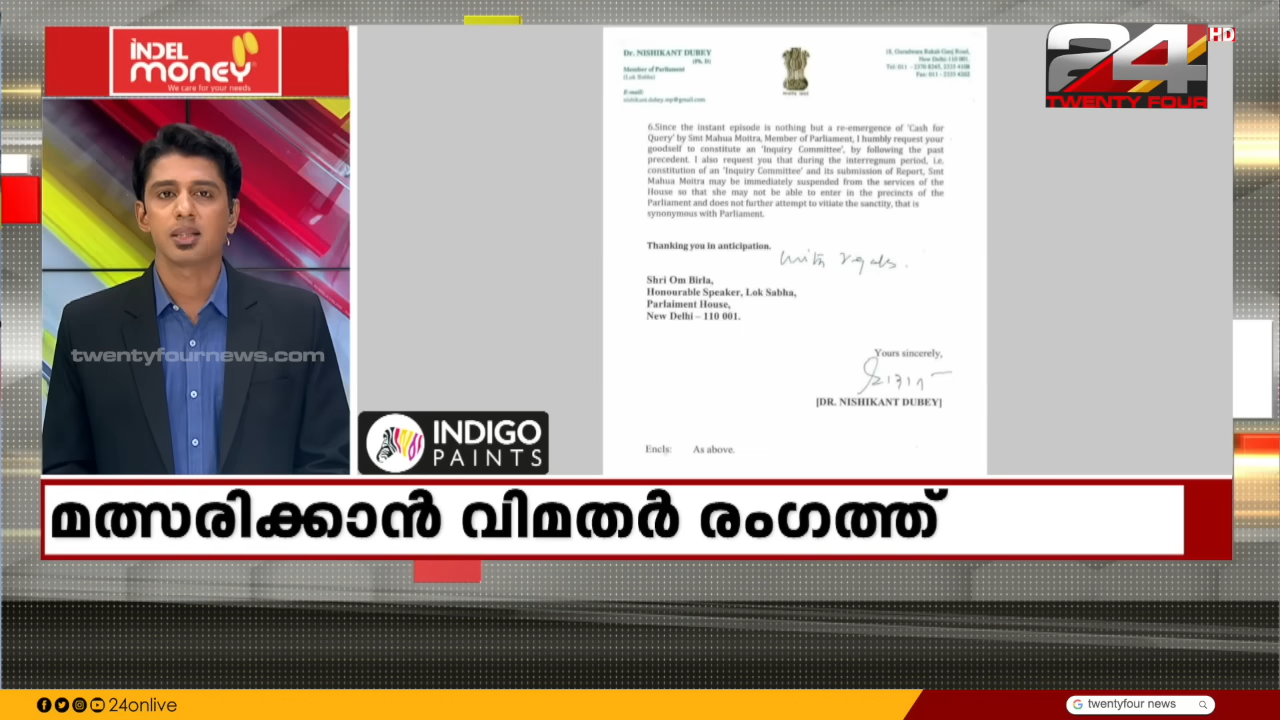 INDEL
money
We care for your needs
twentyfournews.com
INDIGO
PAINTS
Dr. NISHIKANT DUBEY
(Ph. D)
Member of Parliament
(Lok Sabha)
E-mail:
nishikant.dubey.mp@gmail.com
18, Gurudwara Rakab Ganj Road,
New Delhi-110 001.
6.Since the instant episode is nothing but a re-emergence of 'Cash for
Query' by Smt Mahua Moitra, Member of Parliament, I humbly request your
goodself to constitute an 'Inquiry Committee', by following the past
precedent. I also request you that during the interregnum period, i.e.
constitution of an 'Inquiry Committee' and its submission of Report, Smt
Mahua Moitra may be immediately suspended from the services of the
House so that she may not be able to enter in the precincts of the
Parliament and does not further attempt to vitiate the sanctity, that is
synonymous with Parliament.
Thanking you in anticipation.
with regards.
Shri Om Birla,
Honourable Speaker, Lok Sabha,
Parlaiment House,
New Delhi – 110 001.
Yours sincerely,
[DR. NISHIKANT DUBEY]
Encls: As above.
24
HD
TWENTY FOUR
മത്സരിക്കാൻ വിമതർ രംഗത്ത്
24onlive
twentyfour news